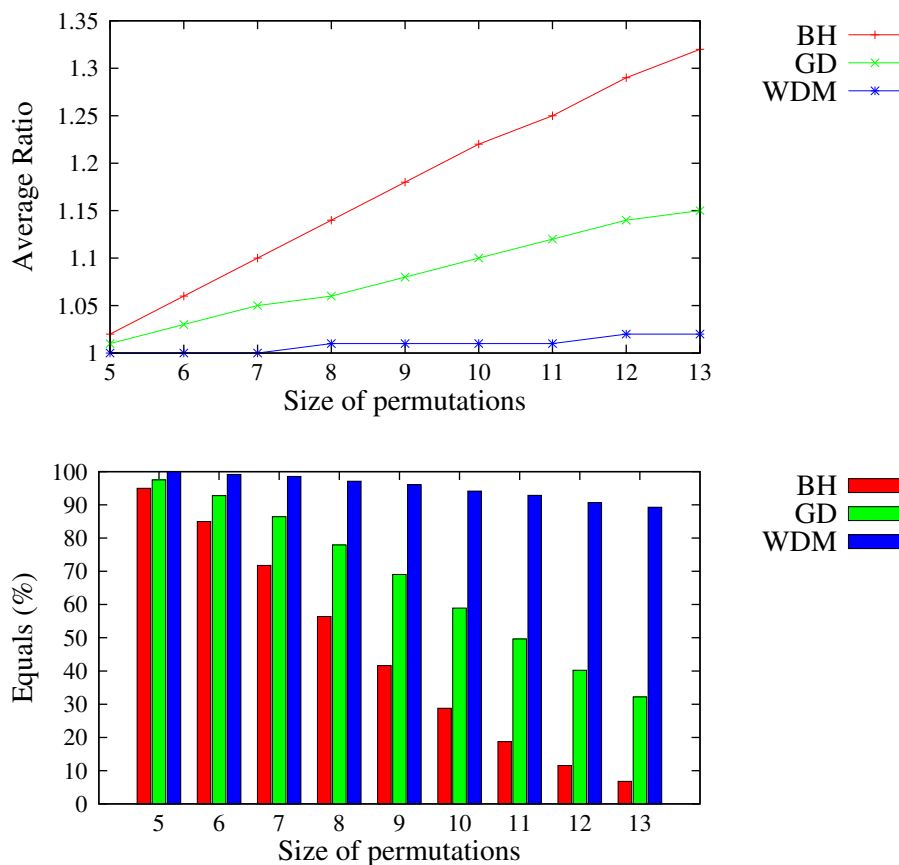 1.35
1.3
1.25
1.2
1.15
1.1
1.05
1
Average Ratio
5 6 7 8 9 10 11 12 13
Size of permutations
BH
GD
WDM
100
90
80
70
60
50
40
30
20
10
0
Equals (%)
5 6 7 8 9 10 11 12 13
Size of permutations
BH
GD
WDM